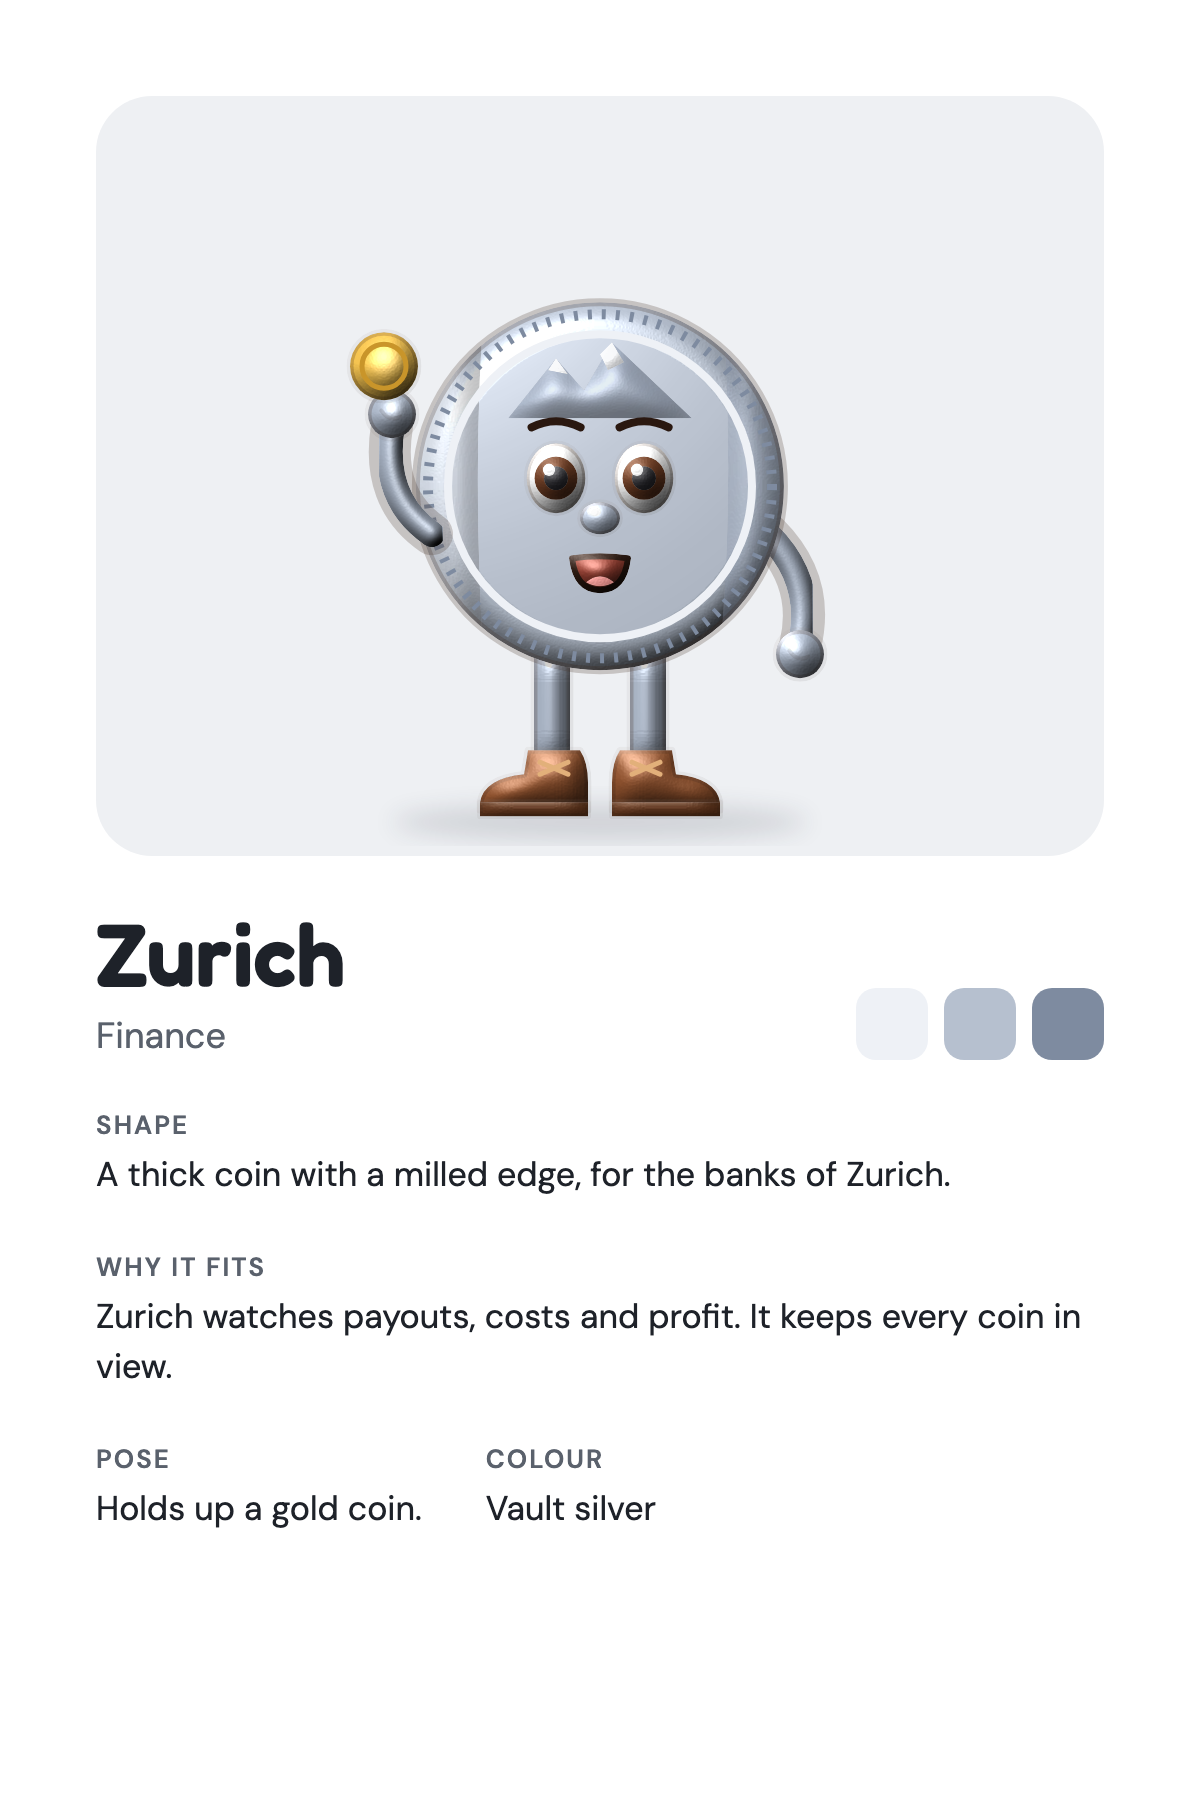 Zurich
Finance
SHAPE
A thick coin with a milled edge, for the banks of Zurich.
WHY IT FITS
Zurich watches payouts, costs and profit. It keeps every coin in
view.
POSE
Holds up a gold coin.
COLOUR
Vault silver